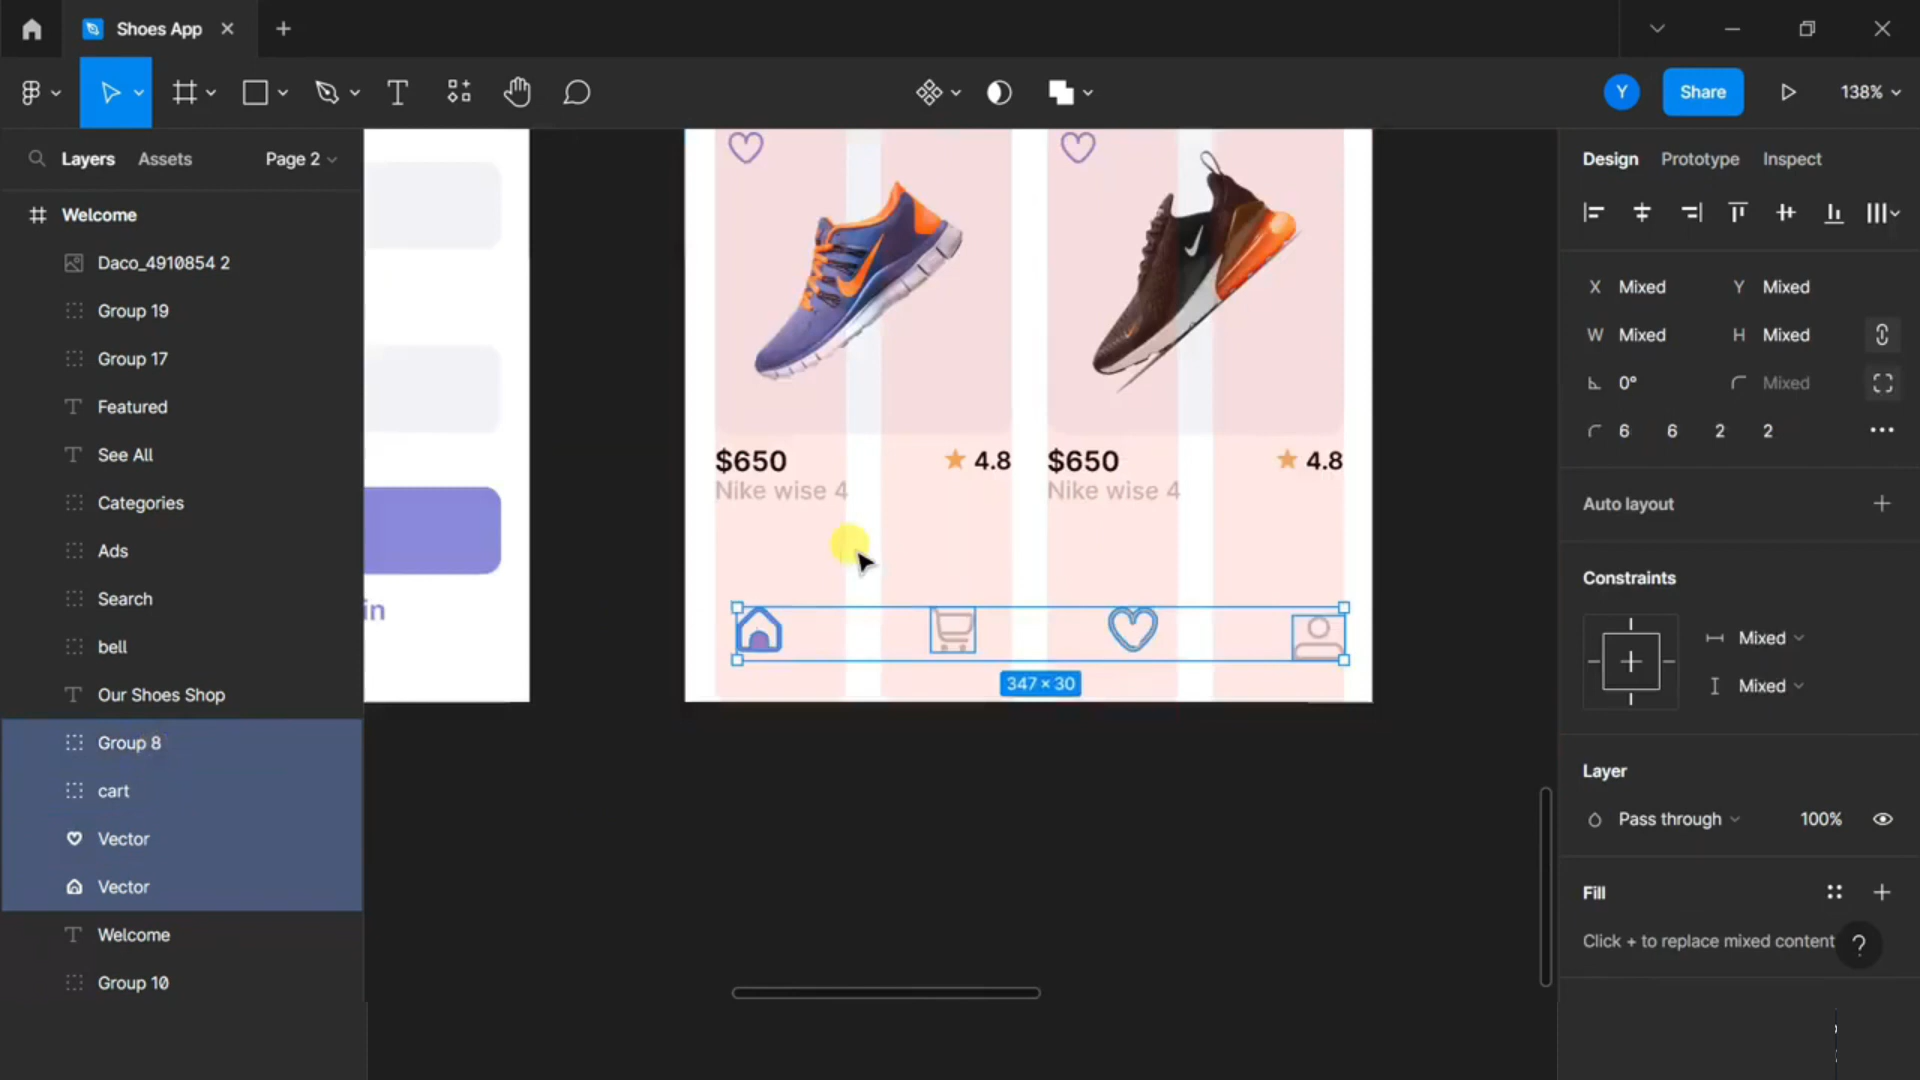 Shoes App
Y
Share
138%
Layers
Assets
Page 2
Design
Prototype
Inspect
Welcome
Daco_4910854 2
Group 19
Group 17
Featured
See All
Categories
Ads
Search
bell
Our Shoes Shop
Group 8
cart
Vector
Vector
Welcome
Group 10
in
$650
4.8
Nike wise 4
$650
4.8
Nike wise 4
347 × 30
X Mixed
Y Mixed
W Mixed
H Mixed
0°
Mixed
6 6 2 2
Auto layout
Constraints
Mixed
Mixed
Layer
Pass through
100%
Fill
Click + to replace mixed content
?